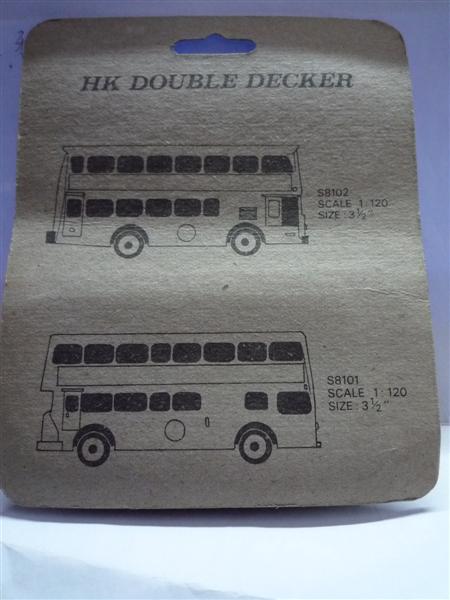 HK DOUBLE DECKER
S8102
SCALE 1:120
SIZE: 3½"
S8101
SCALE 1:120
SIZE: 3½"